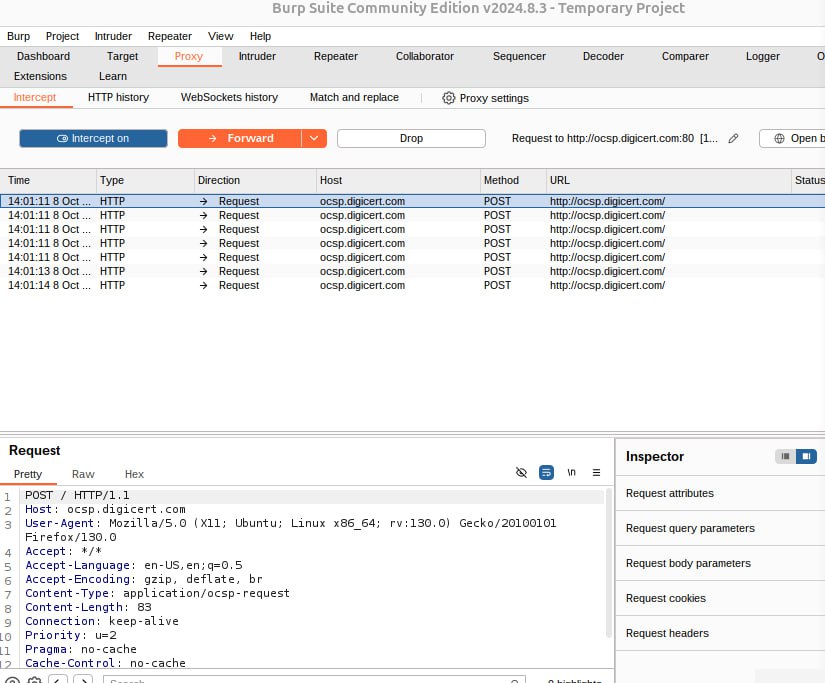 Burp Suite Community Edition v2024.8.3 - Temporary Project
Burp Project Intruder Repeater View Help
Dashboard Target Proxy Intruder Repeater Collaborator Sequencer Decoder Comparer Logger O
Extensions Learn
Intercept HTTP history WebSockets history Match and replace Proxy settings
Intercept on Forward Drop Request to http://ocsp.digicert.com:80 [1... Open b
Time Type Direction Host Method URL Status
14:01:11 8 Oct ... HTTP → Request ocsp.digicert.com POST http://ocsp.digicert.com/
14:01:11 8 Oct ... HTTP → Request ocsp.digicert.com POST http://ocsp.digicert.com/
14:01:11 8 Oct ... HTTP → Request ocsp.digicert.com POST http://ocsp.digicert.com/
14:01:11 8 Oct ... HTTP → Request ocsp.digicert.com POST http://ocsp.digicert.com/
14:01:11 8 Oct ... HTTP → Request ocsp.digicert.com POST http://ocsp.digicert.com/
14:01:13 8 Oct ... HTTP → Request ocsp.digicert.com POST http://ocsp.digicert.com/
14:01:14 8 Oct ... HTTP → Request ocsp.digicert.com POST http://ocsp.digicert.com/
Request
Pretty Raw Hex \n
1 POST / HTTP/1.1
2 Host: ocsp.digicert.com
3 User-Agent: Mozilla/5.0 (X11; Ubuntu; Linux x86_64; rv:130.0) Gecko/20100101
Firefox/130.0
4 Accept: */*
5 Accept-Language: en-US,en;q=0.5
6 Accept-Encoding: gzip, deflate, br
7 Content-Type: application/ocsp-request
8 Content-Length: 83
9 Connection: keep-alive
10 Priority: u=2
11 Pragma: no-cache
12 Cache-Control: no-cache
Search 0 highlights
Inspector
Request attributes
Request query parameters
Request body parameters
Request cookies
Request headers